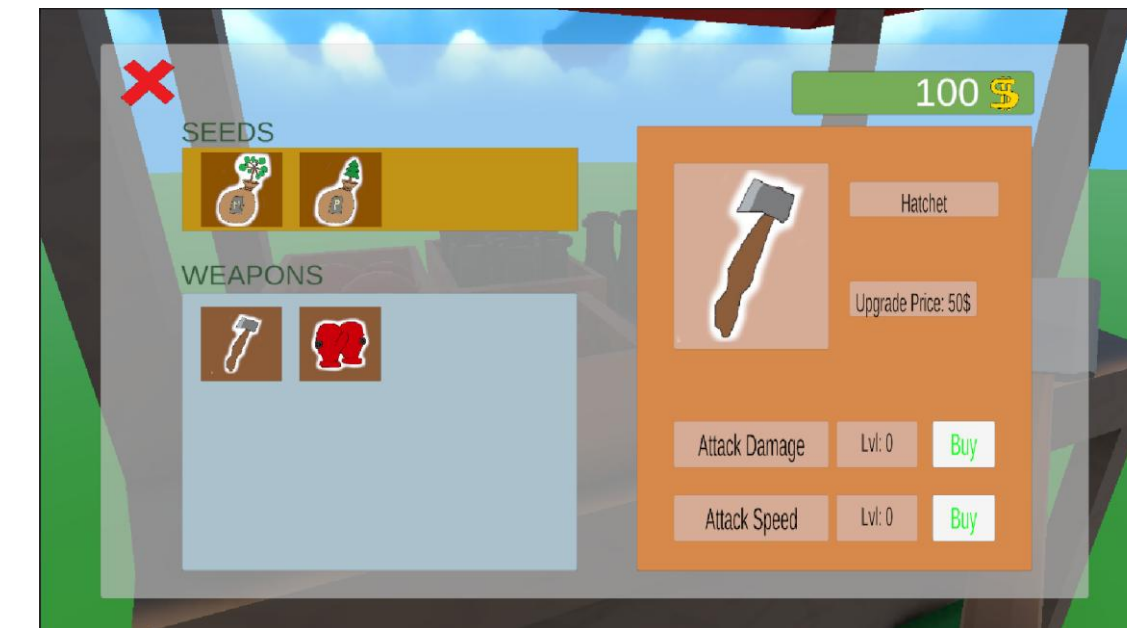 100 $
SEEDS
WEAPONS
Hatchet
Upgrade Price: 50$
Attack Damage
Lvl: 0
Buy
Attack Speed
Lvl: 0
Buy